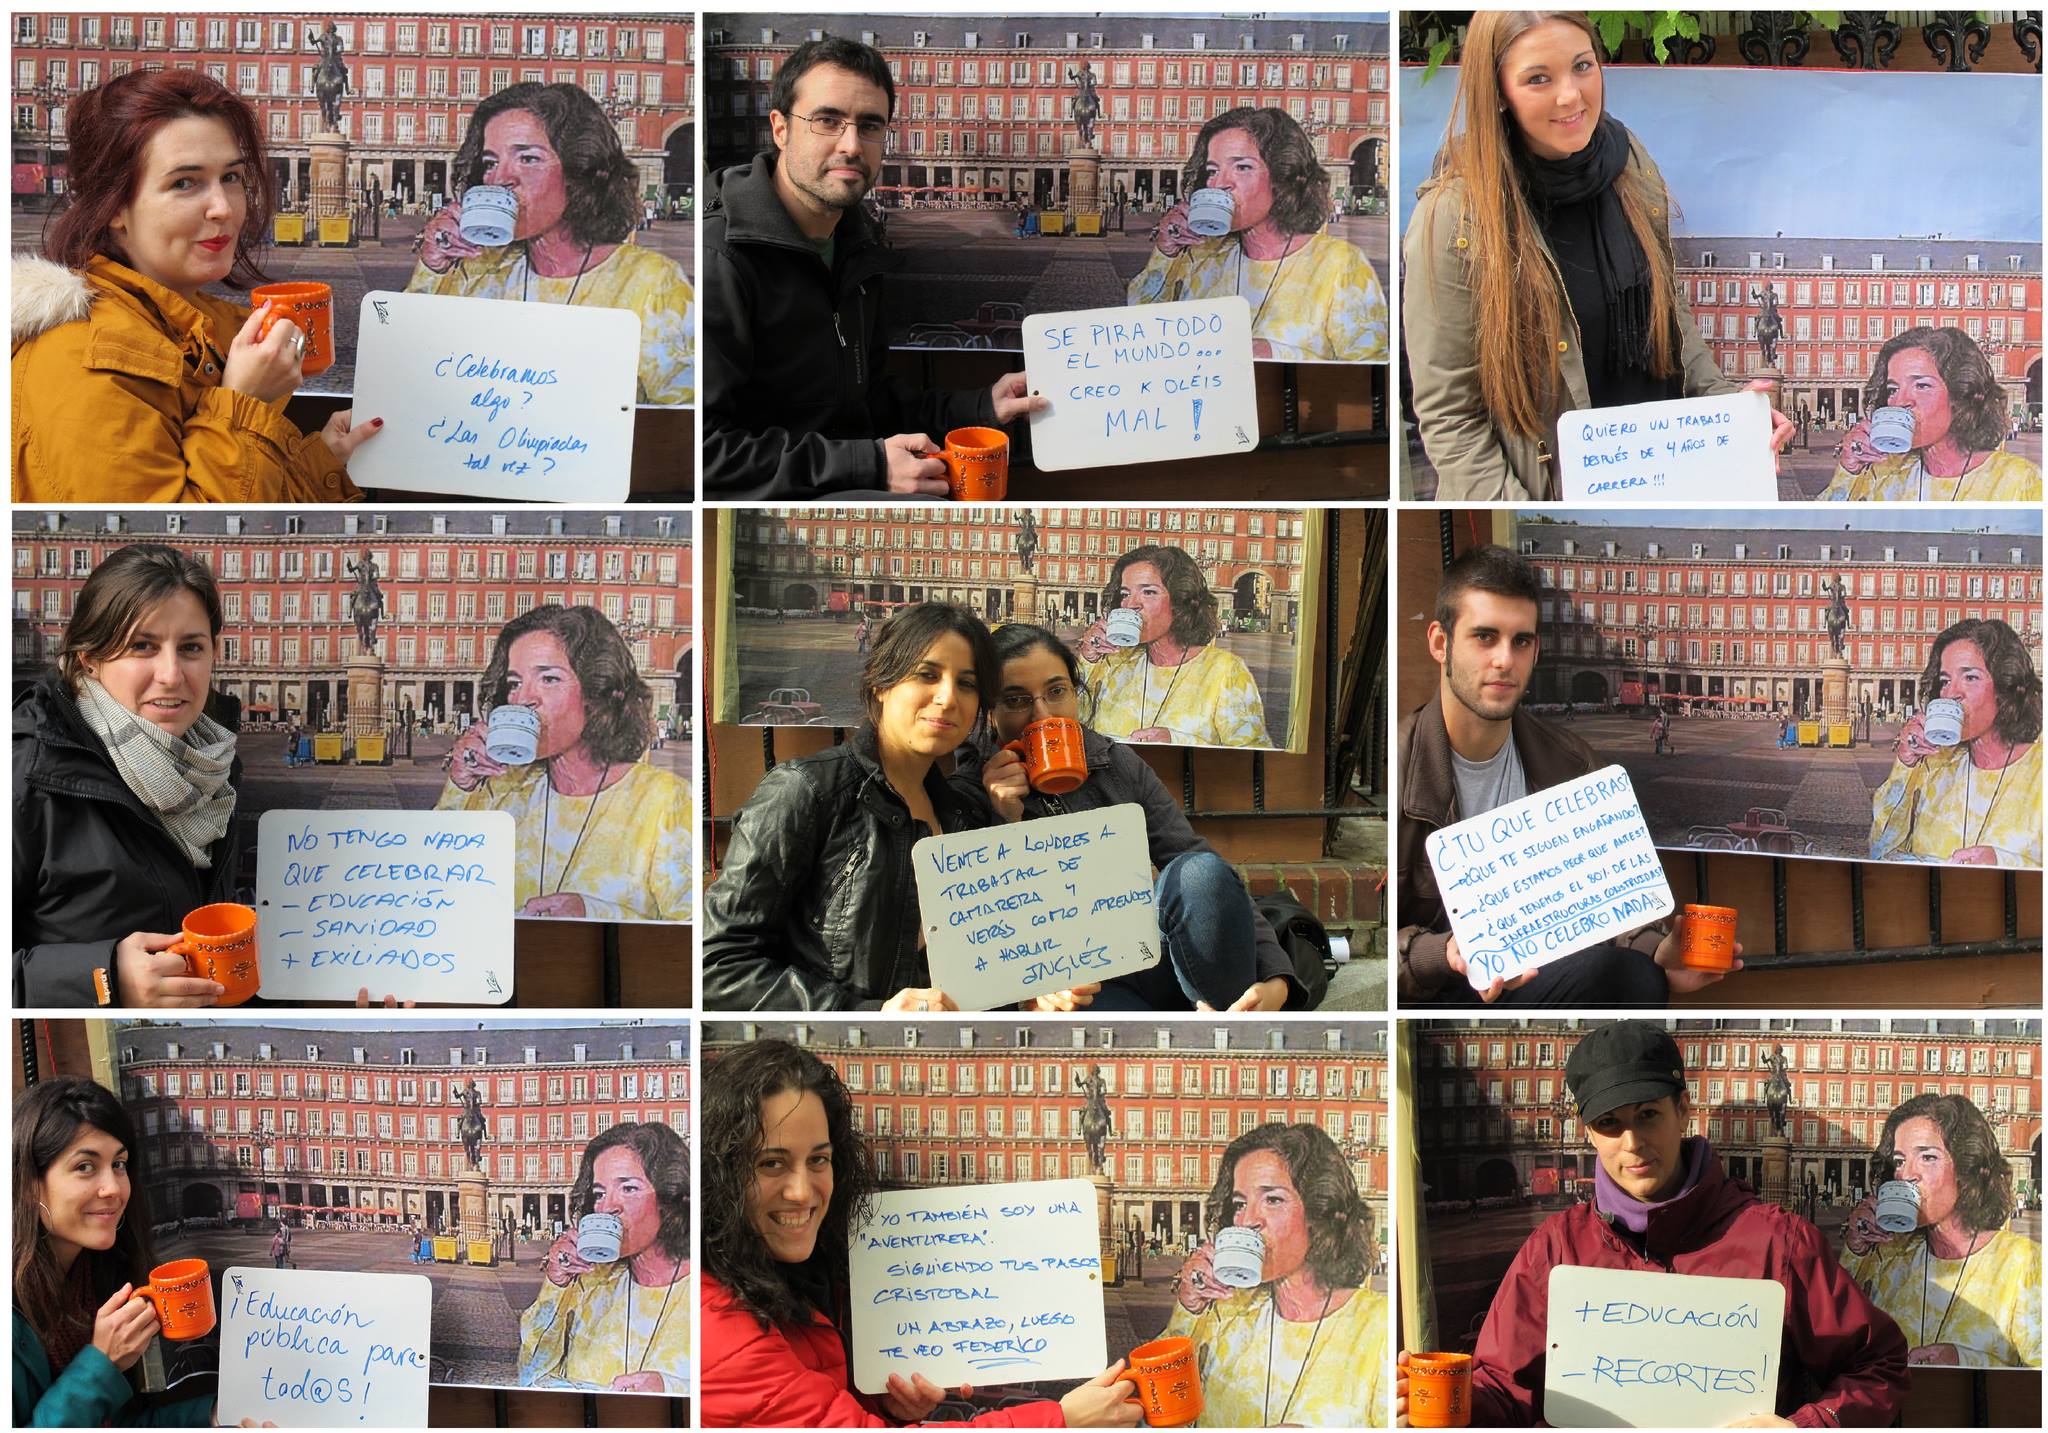 ¿Celebramos
algo?
¿Las Olimpiadas
tal vez?
SE PIRA TODO
EL MUNDO...
CREO K OLÉIS
MAL!
QUIERO UN TRABAJO
DESPUÉS DE 4 AÑOS DE
CARRERA!!!
NO TENGO NADA
QUE CELEBRAR
- EDUCACIÓN
- SANIDAD
+ EXILIADOS
VENTE A LONDRES A
TRABAJAR DE
CAMARERA Y
VERÁS COMO APRENDES
A HABLAR
INGLÉS.
¿TU QUE CELEBRAS?
→ ¿QUE TE SIGUEN ENGAÑANDO?
→ ¿QUE ESTAMOS PEOR QUE ANTES?
→ ¿QUE TENEMOS EL 80% DE LAS
INFRAESTRUCTURAS CONSTRUIDAS?
YO NO CELEBRO NADA
¡Educación
pública para
tod@s!
YO TAMBIÉN SOY UNA
"AVENTURERA".
SIGUIENDO TUS PASOS
CRISTOBAL
UN ABRAZO, LUEGO
TE VEO FEDERICO
+ EDUCACIÓN
- RECORTES!